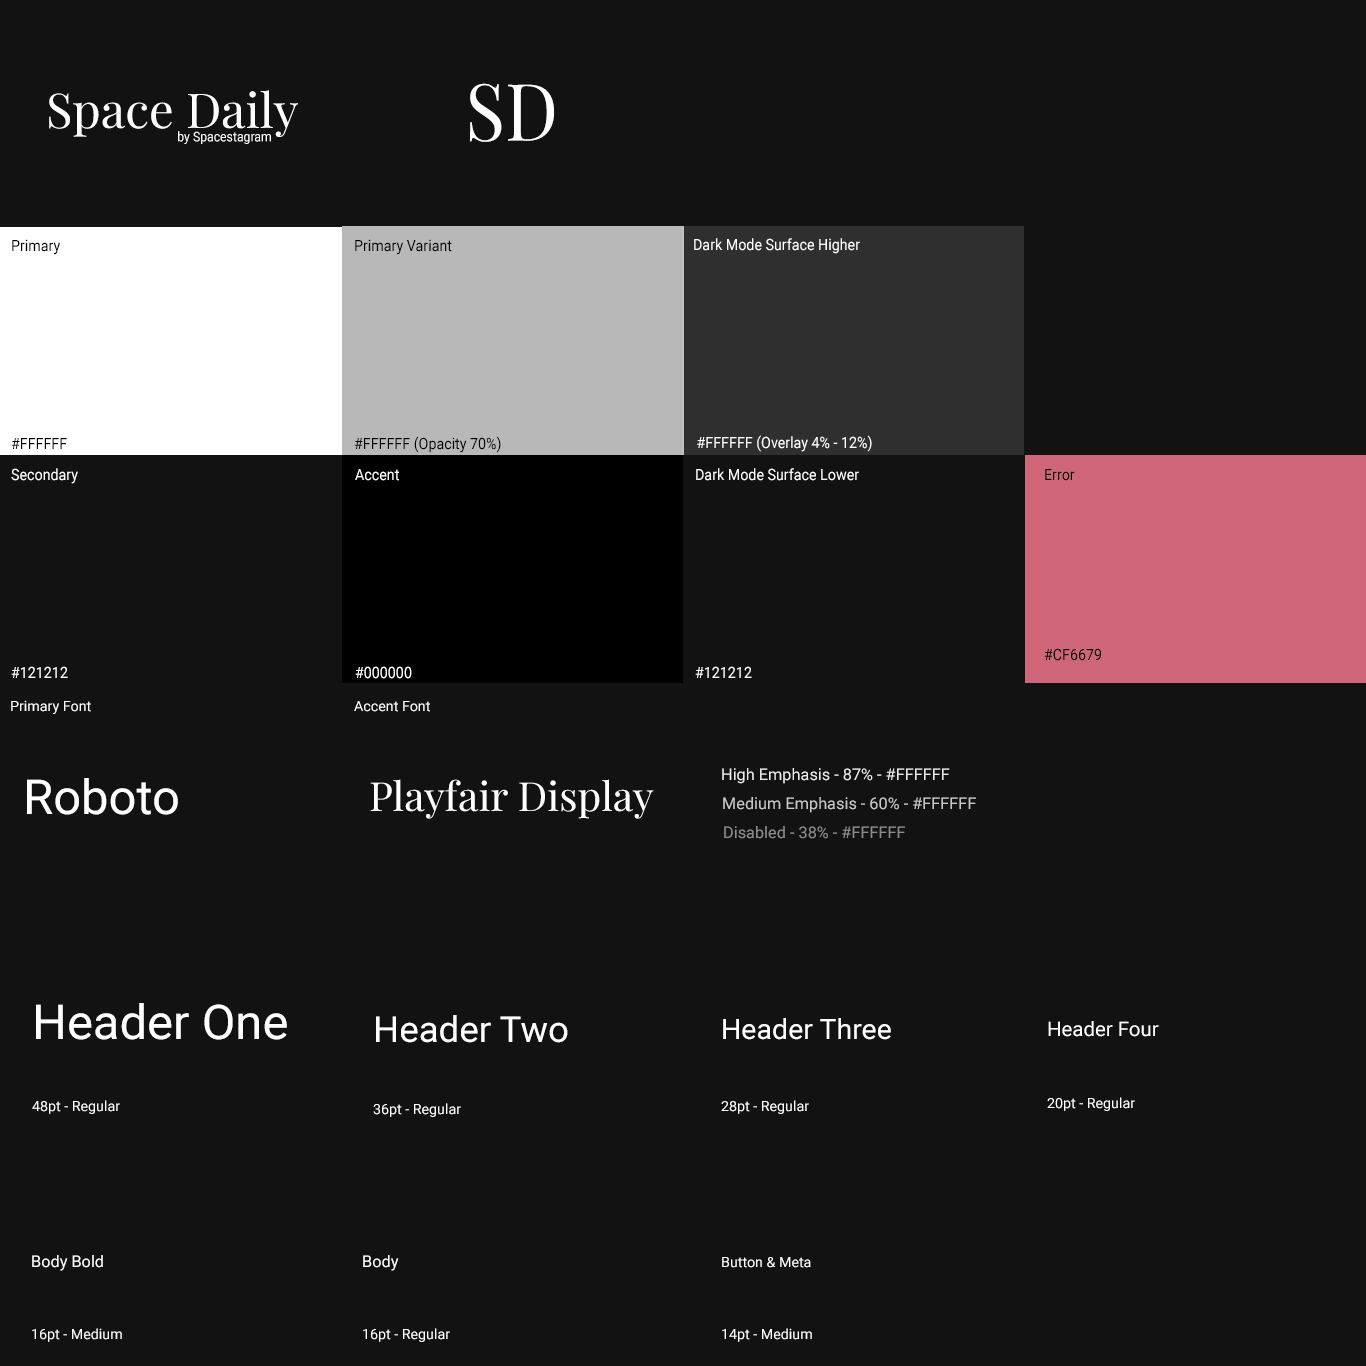 Space Daily
by Spacestagram
SD
Primary
Primary Variant
Dark Mode Surface Higher
#FFFFFF
#FFFFFF (Opacity 70%)
#FFFFFF (Overlay 4% - 12%)
Secondary
Accent
Dark Mode Surface Lower
Error
#121212
#000000
#121212
#CF6679
Primary Font
Accent Font
Roboto
Playfair Display
High Emphasis - 87% - #FFFFFF
Medium Emphasis - 60% - #FFFFFF
Disabled - 38% - #FFFFFF
Header One
Header Two
Header Three
Header Four
48pt - Regular
36pt - Regular
28pt - Regular
20pt - Regular
Body Bold
Body
Button & Meta
16pt - Medium
16pt - Regular
14pt - Medium